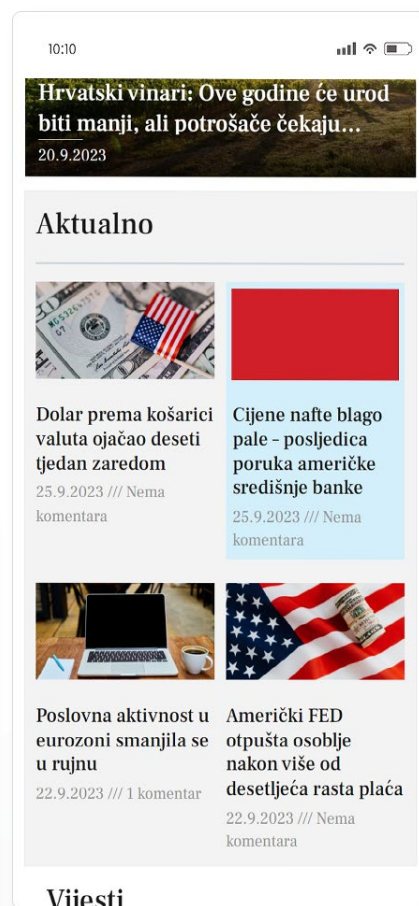 10:10
Hrvatski vinari: Ove godine će urod
biti manji, ali potrošače čekaju...
20.9.2023
Aktualno
Dolar prema košarici
valuta ojačao deseti
tjedan zaredom
25.9.2023 /// Nema
komentara
Cijene nafte blago
pale – posljedica
poruka američke
središnje banke
25.9.2023 /// Nema
komentara
Poslovna aktivnost u
eurozoni smanjila se
u rujnu
22.9.2023 /// 1 komentar
Američki FED
otpušta osoblje
nakon više od
desetljeća rasta plaća
22.9.2023 /// Nema
komentara
Vijesti